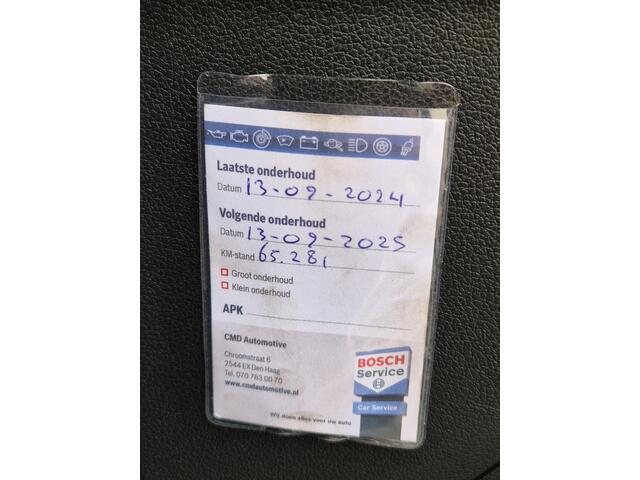 Laatste onderhoud
Datum 13-09-2024
Volgende onderhoud
Datum 13-09-2025
KM-stand 65.281
Groot onderhoud
Klein onderhoud
APK
CMD Automotive
Chroomstraat 6
2544 EX Den Haag
Tel. 070 783 00 70
www.cmdautomotive.nl
BOSCH
Service
Car Service
Wij doen alles voor uw auto